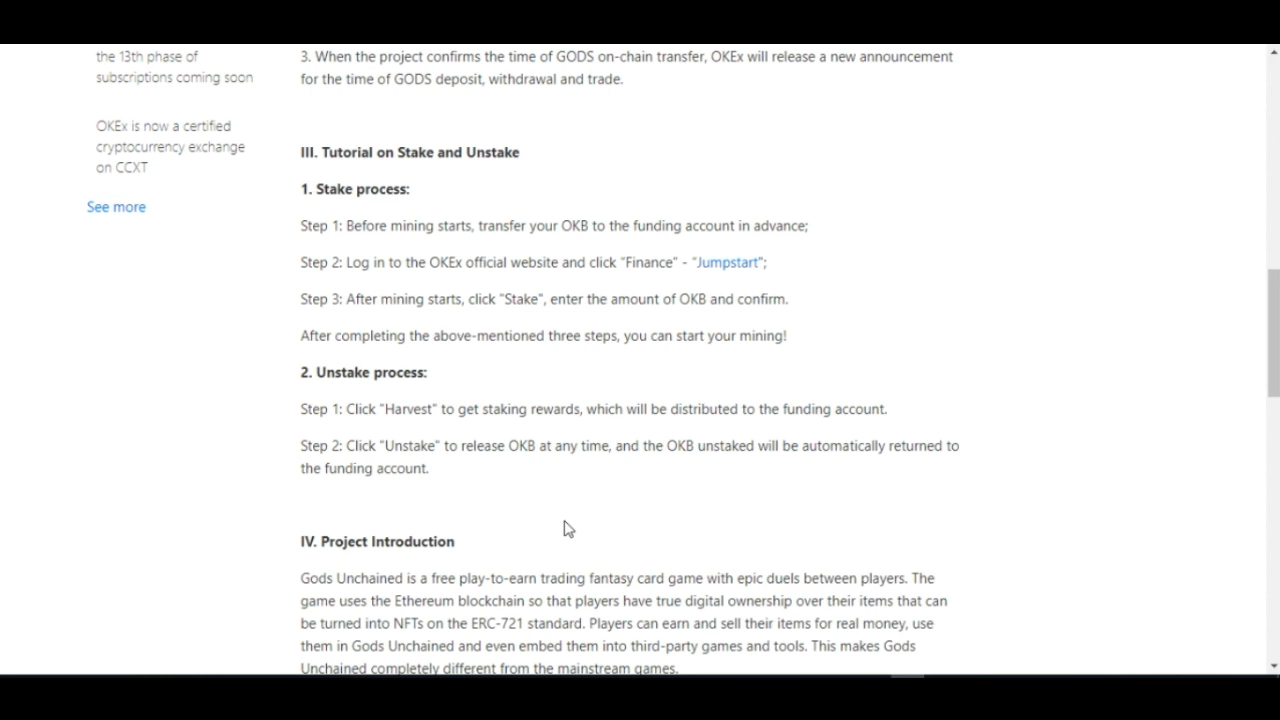 the 13th phase of
subscriptions coming soon
OKEx is now a certified
cryptocurrency exchange
on CCXT
See more
3. When the project confirms the time of GODS on-chain transfer, OKEx will release a new announcement
for the time of GODS deposit, withdrawal and trade.
III. Tutorial on Stake and Unstake
1. Stake process:
Step 1: Before mining starts, transfer your OKB to the funding account in advance;
Step 2: Log in to the OKEx official website and click “Finance” - “Jumpstart”;
Step 3: After mining starts, click “Stake”, enter the amount of OKB and confirm.
After completing the above-mentioned three steps, you can start your mining!
2. Unstake process:
Step 1: Click “Harvest” to get staking rewards, which will be distributed to the funding account.
Step 2: Click “Unstake” to release OKB at any time, and the OKB unstaked will be automatically returned to
the funding account.
IV. Project Introduction
Gods Unchained is a free play-to-earn trading fantasy card game with epic duels between players. The
game uses the Ethereum blockchain so that players have true digital ownership over their items that can
be turned into NFTs on the ERC-721 standard. Players can earn and sell their items for real money, use
them in Gods Unchained and even embed them into third-party games and tools. This makes Gods
Unchained completely different from the mainstream games.